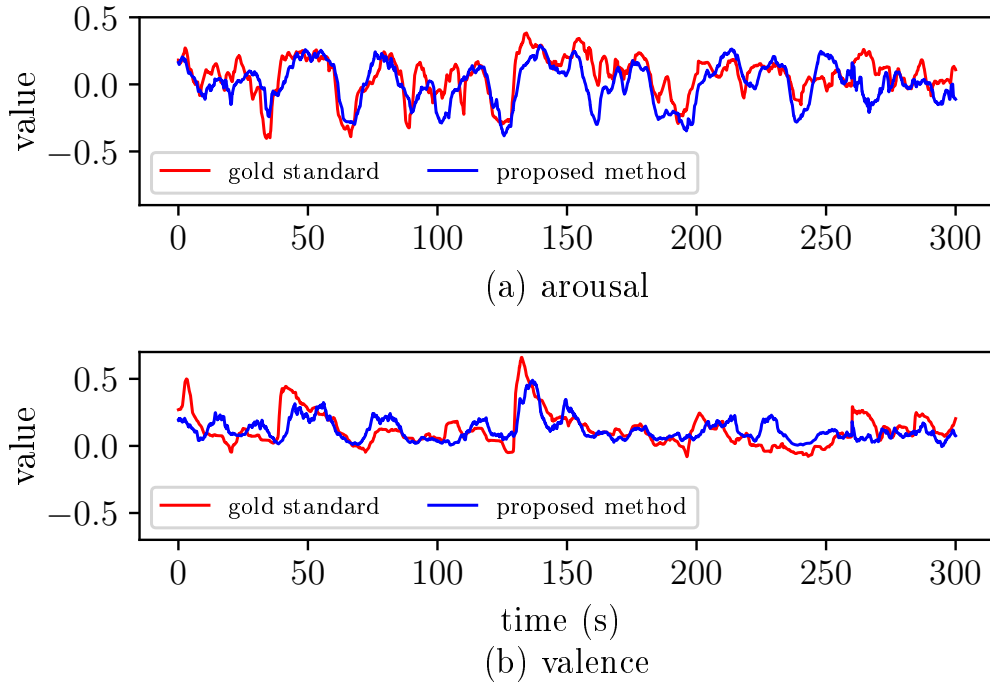 0.5
0.0
−0.5
value
gold standard proposed method
0 50 100 150 200 250 300
(a) arousal
0.5
0.0
−0.5
value
gold standard proposed method
0 50 100 150 200 250 300
time (s)
(b) valence